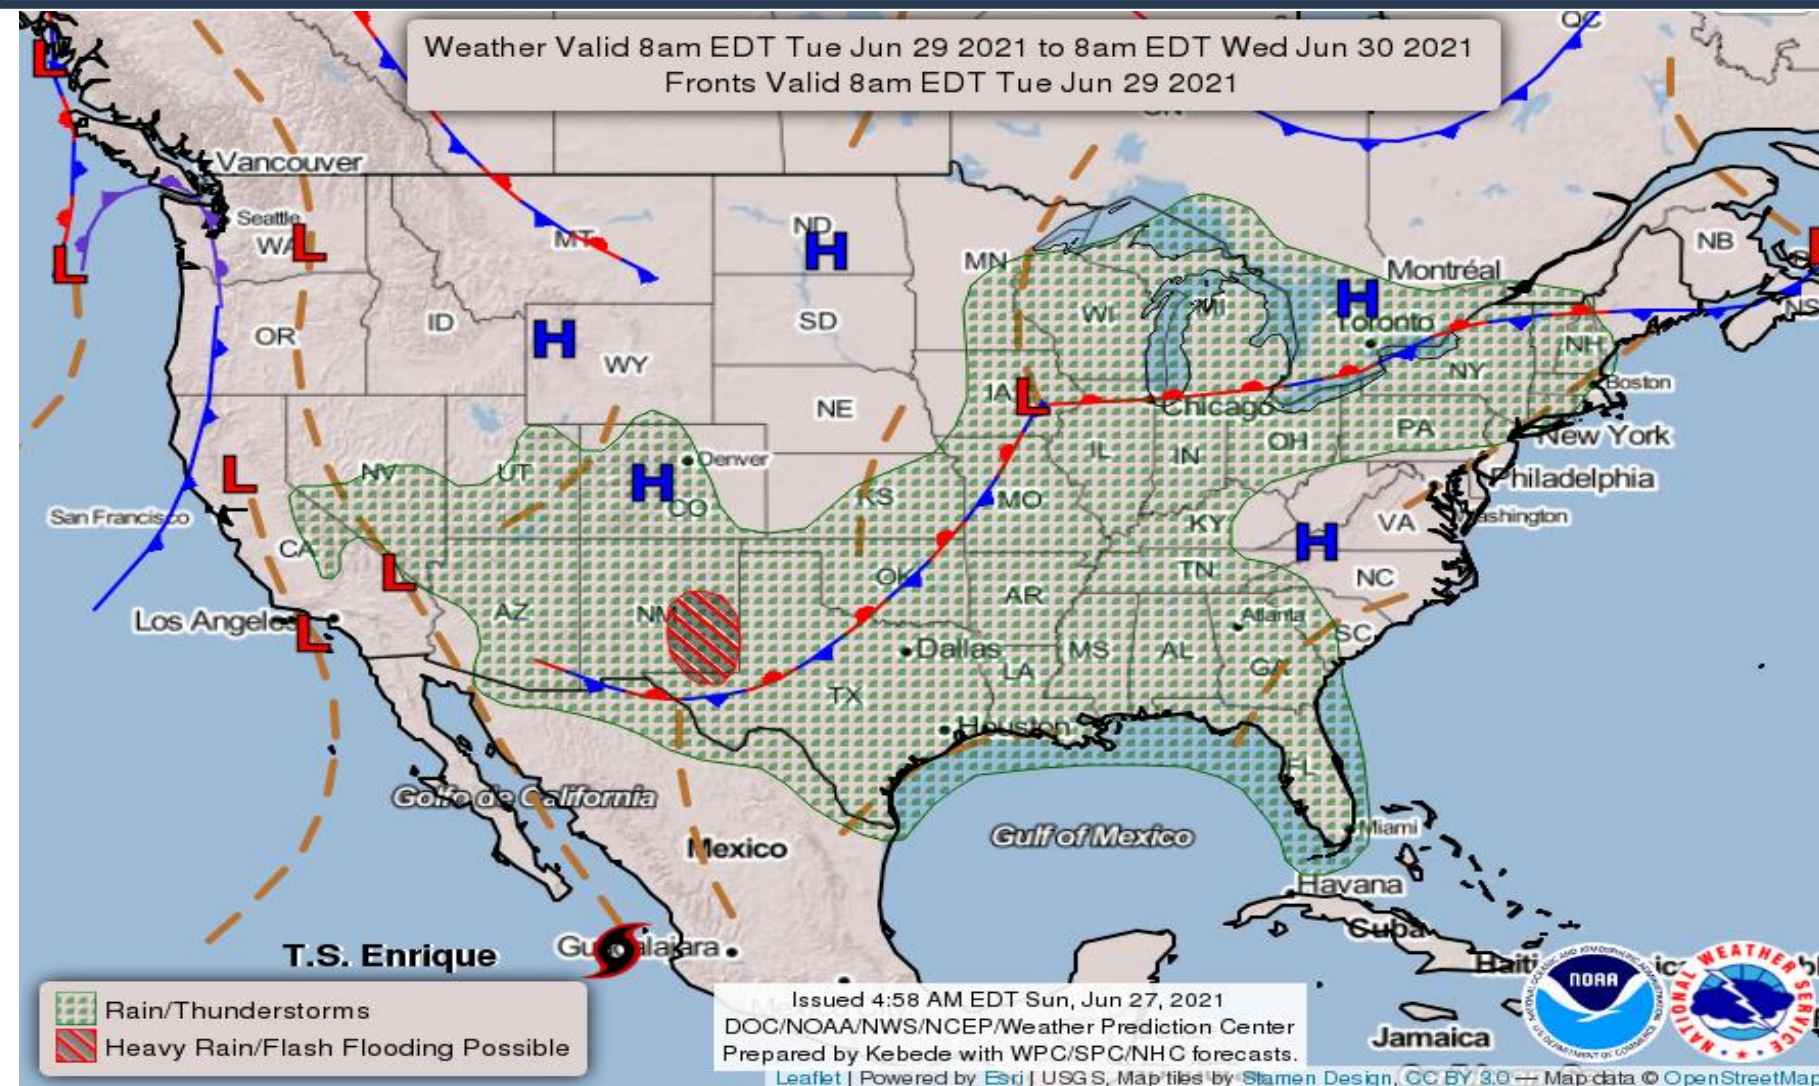 QC
Weather Valid 8am EDT Tue Jun 29 2021 to 8am EDT Wed Jun 30 2021
Fronts Valid 8am EDT Tue Jun 29 2021
L
Vancouver
Seattle
WA L
L
MT
ND
H
MN
Montréal
NB
H
Toronto
WI
MI
NS
OR
ID
H
WY
SD
NH
NY
Boston
IA L
NE
Chicago
PA
New York
OH
IL
IN
L
NV
UT
Denver
H
CO
KS
MO
Philadelphia
San Francisco
KY
VA
H
CA
L
OK
TN
NC
AR
Los Angeles
L
AZ
NM
Atlanta
SC
Dallas
MS
AL
GA
LA
TX
Houston
FL
Golfo de California
Miami
Gulf of Mexico
Mexico
Havana
Cuba
T.S. Enrique
Haiti
NOAA
NATIONAL WEATHER SERVICE
Rain/Thunderstorms
Heavy Rain/Flash Flooding Possible
Issued 4:58 AM EDT Sun, Jun 27, 2021
DOC/NOAA/NWS/NCEP/Weather Prediction Center
Prepared by Kebede with WPC/SPC/NHC forecasts.
Jamaica
Leaflet | Powered by Esri | USGS, Map tiles by Stamen Design, CC BY 3.0 — Map data © OpenStreetMap